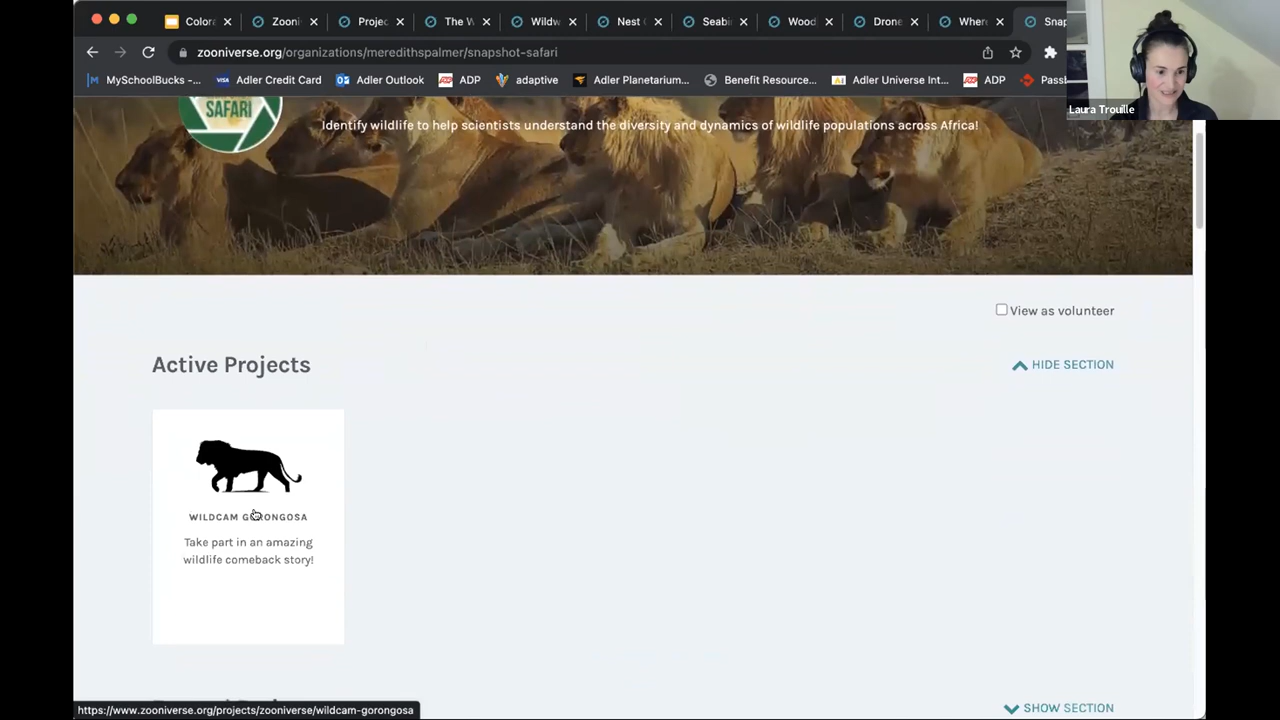 Colora
Zooni
Projec
The W
Wildw
Nest C
Seabi
Wood
Drone
Where
Snap
zooniverse.org/organizations/meredithspalmer/snapshot-safari
MySchoolBucks -...
VISA
Adler Credit Card
Adler Outlook
ADP
adaptive
Adler Planetarium...
Benefit Resource...
Adler Universe Int...
ADP
Laura Trouille
SAFARI
Identify wildlife to help scientists understand the diversity and dynamics of wildlife populations across Africa!
View as volunteer
Active Projects
HIDE SECTION
WILDCAM GORONGOSA
Take part in an amazing
wildlife comeback story!
SHOW SECTION
https://www.zooniverse.org/projects/zooniverse/wildcam-gorongosa